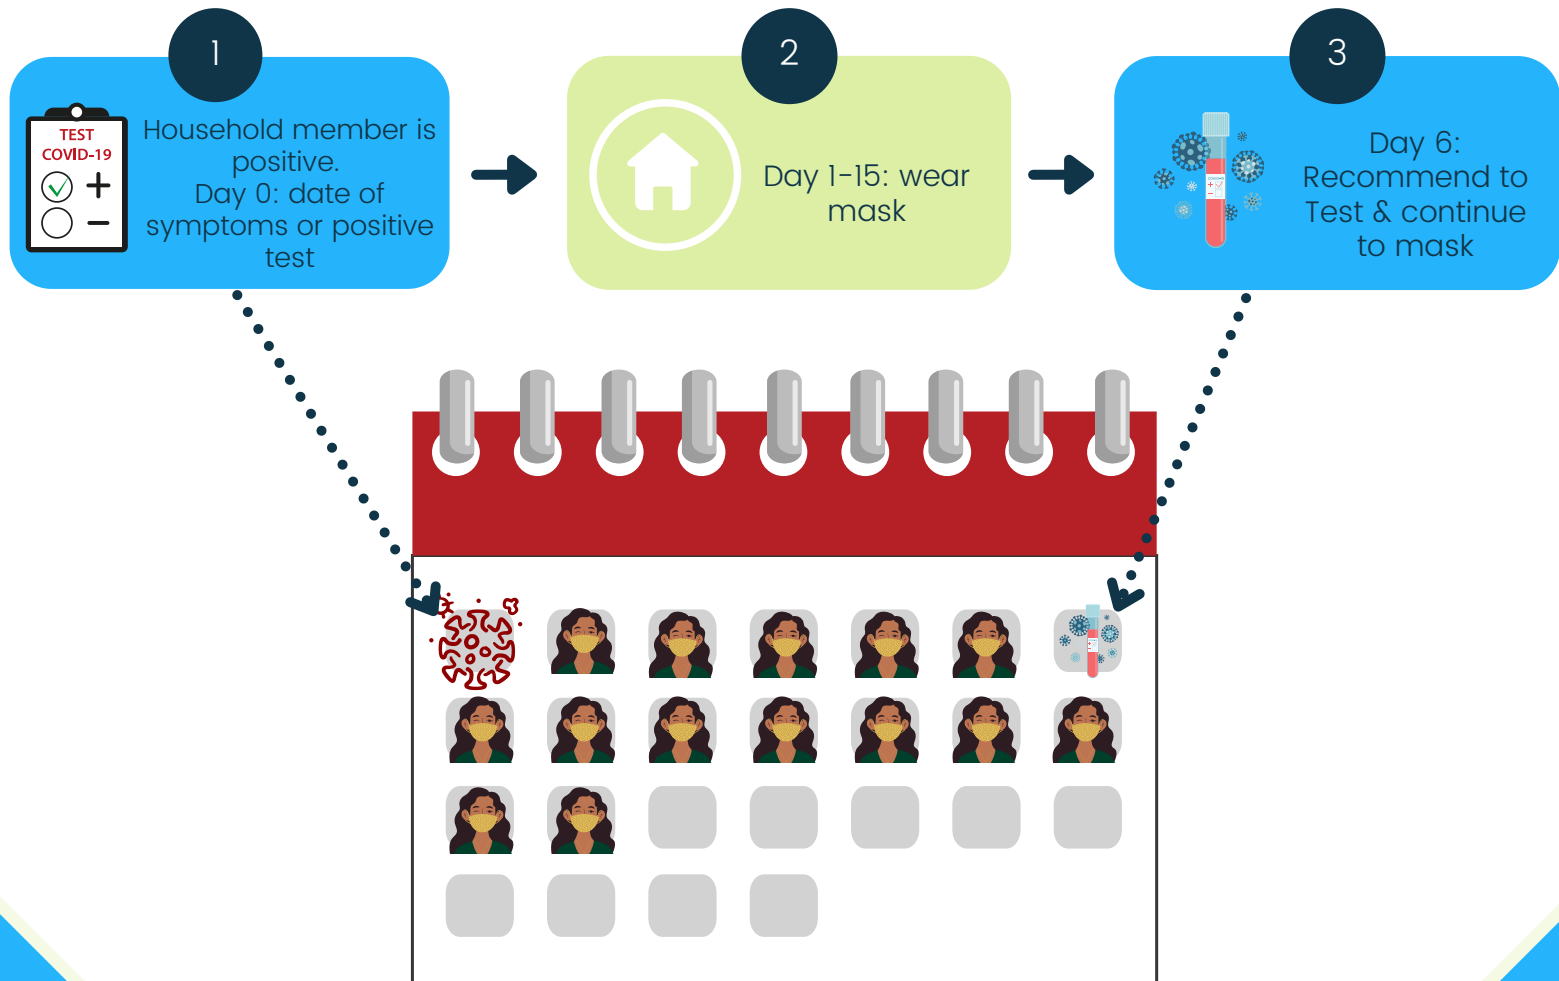 1
TEST
COVID-19
+
−
Household member is
positive.
Day 0: date of
symptoms or positive
test
2
Day 1-15: wear
mask
3
Day 6:
Recommend to
Test & continue
to mask